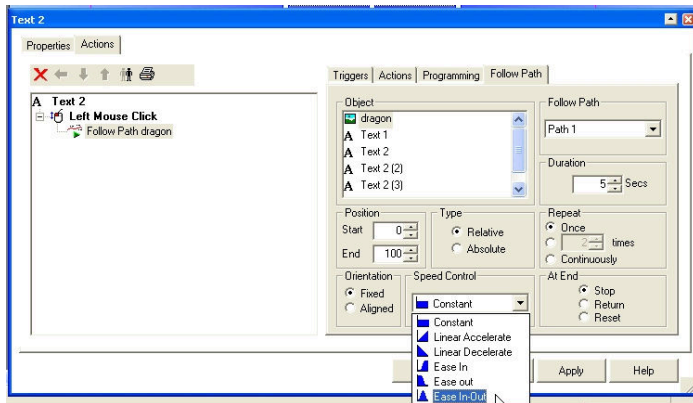 Text 2
Properties Actions
A Text 2
Left Mouse Click
Follow Path dragon
Triggers Actions Programming Follow Path
Object
dragon
A Text 1
A Text 2
A Text 2 (2)
A Text 2 (3)
Follow Path
Path 1
Duration
5 Secs
Position
Start 0
End 100
Type
Relative
Absolute
Repeat
Once
2 times
Continuously
Orientation
Fixed
Aligned
Speed Control
Constant
Constant
Linear Accelerate
Linear Decelerate
Ease In
Ease out
Ease In-Out
At End
Stop
Return
Reset
Apply Help